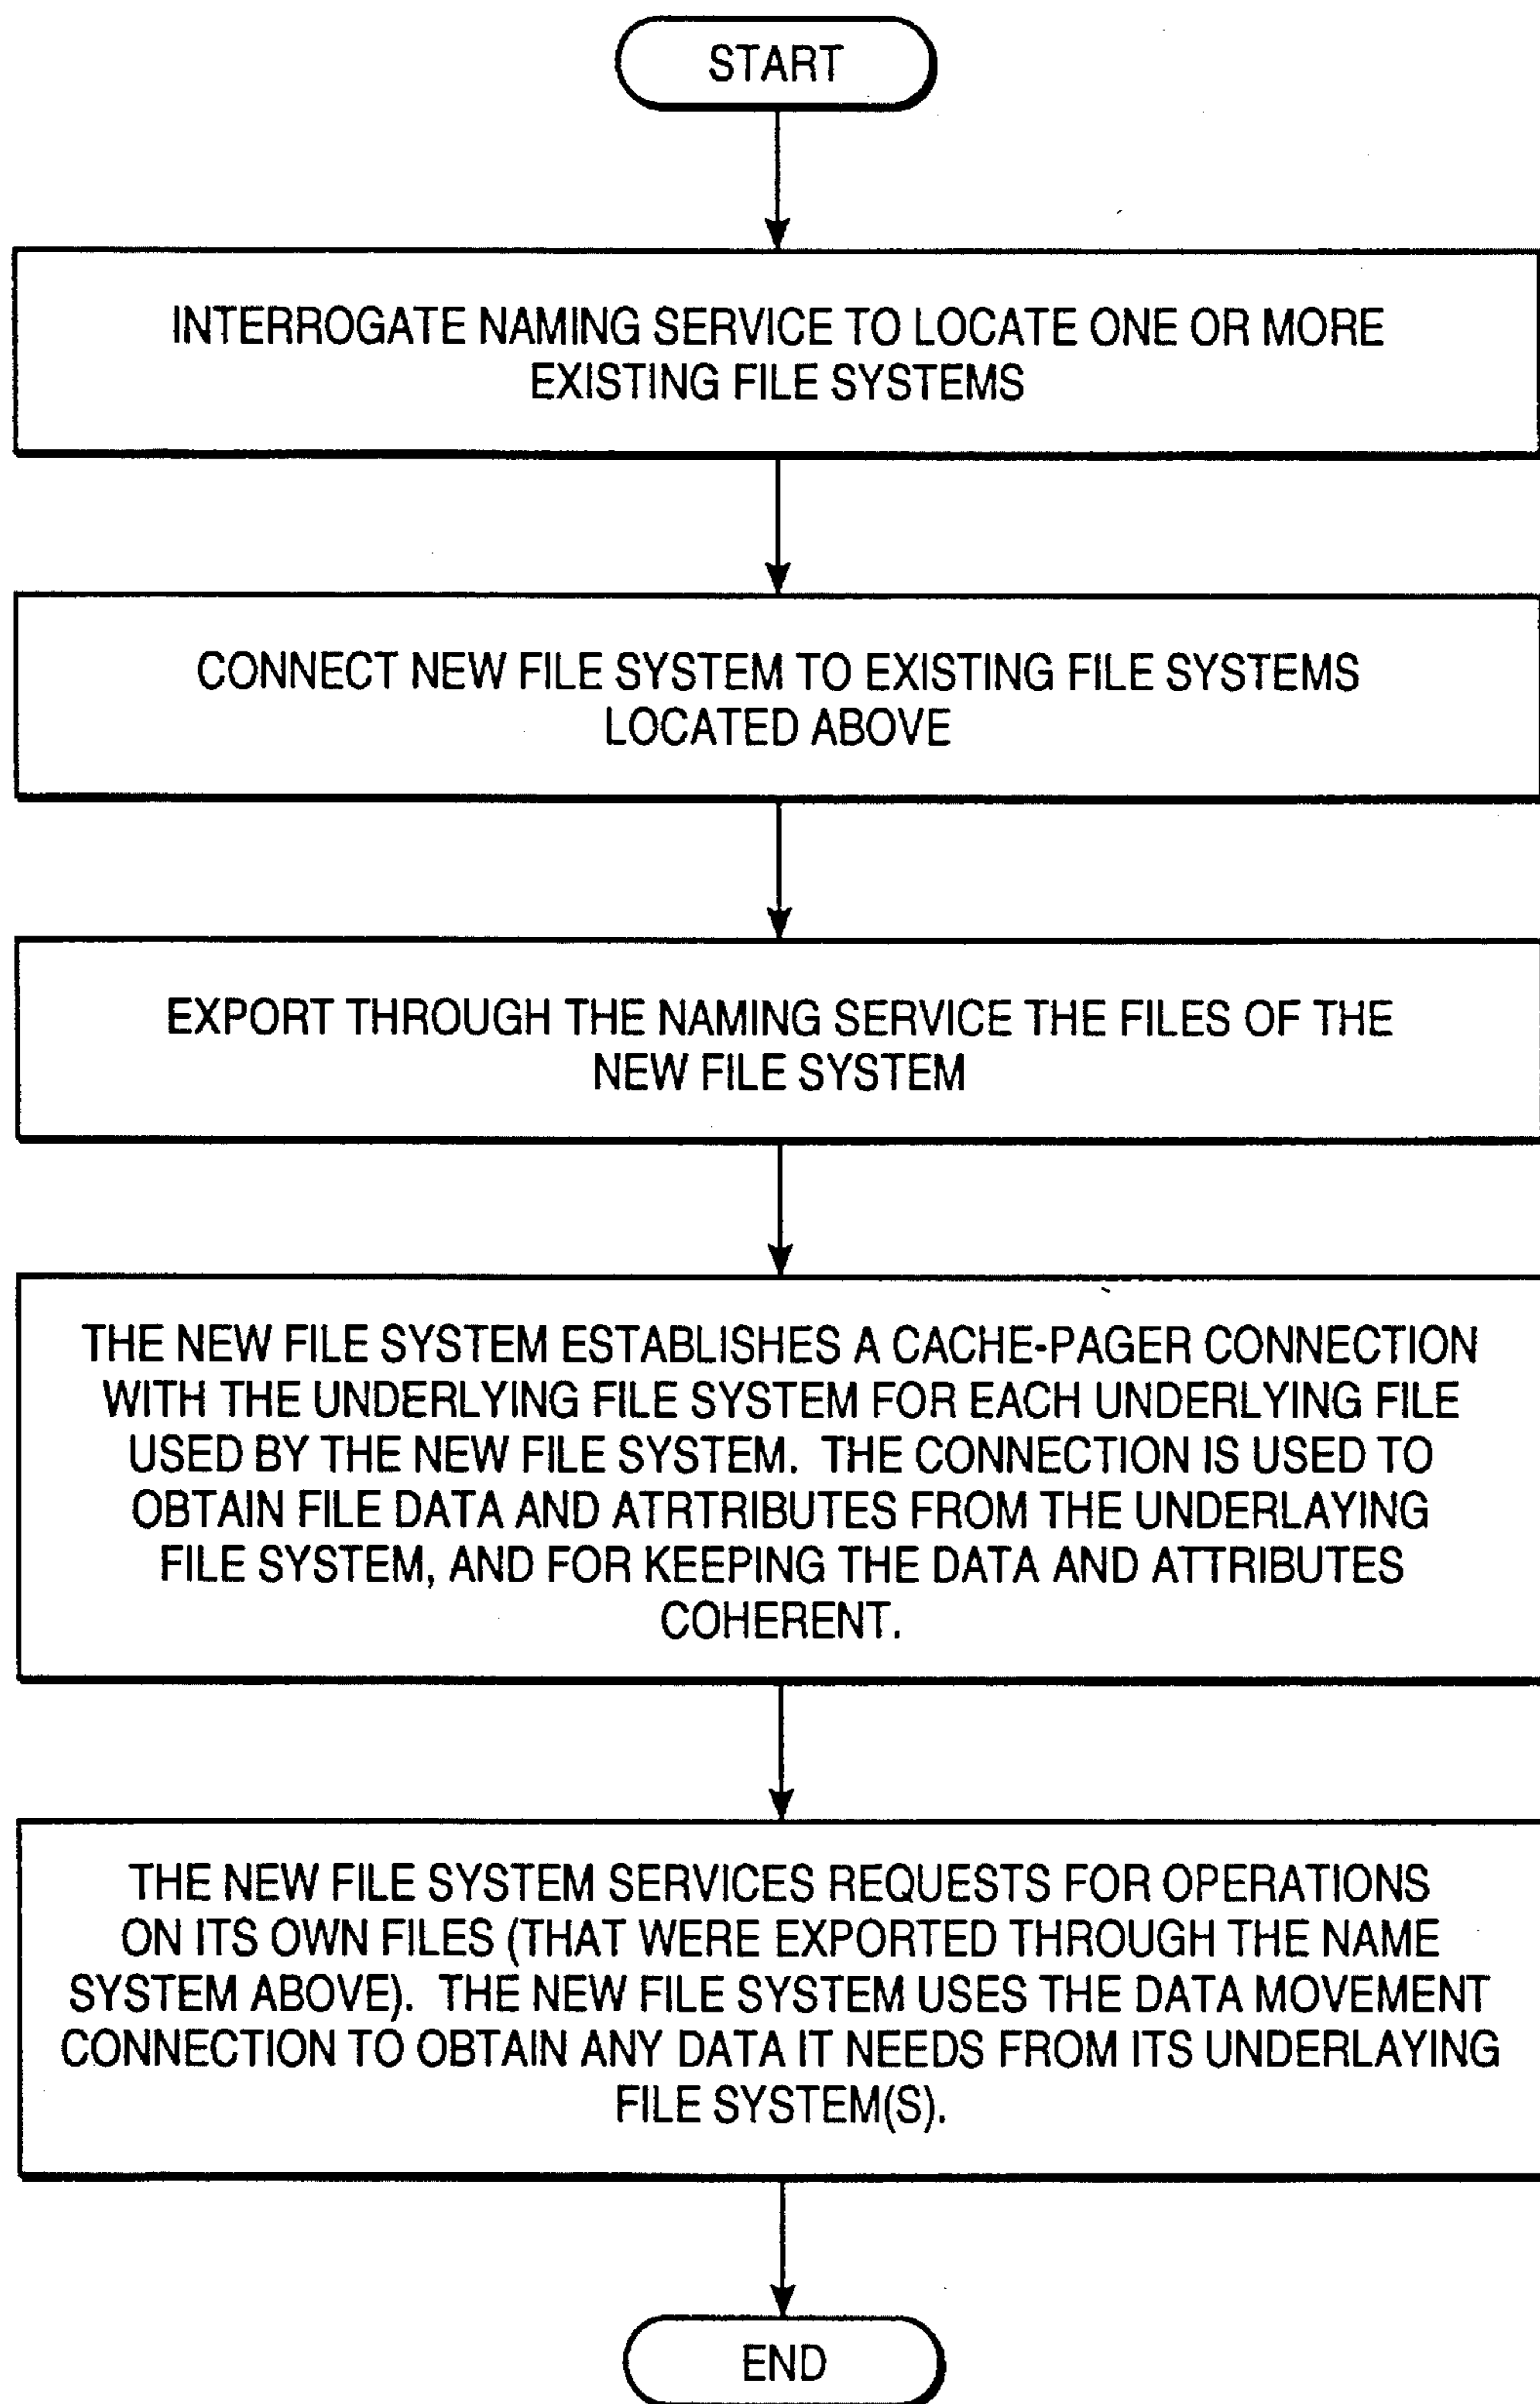 START
INTERROGATE NAMING SERVICE TO LOCATE ONE OR MORE
EXISTING FILE SYSTEMS
CONNECT NEW FILE SYSTEM TO EXISTING FILE SYSTEMS
LOCATED ABOVE
EXPORT THROUGH THE NAMING SERVICE THE FILES OF THE
NEW FILE SYSTEM
THE NEW FILE SYSTEM ESTABLISHES A CACHE-PAGER CONNECTION
WITH THE UNDERLYING FILE SYSTEM FOR EACH UNDERLYING FILE
USED BY THE NEW FILE SYSTEM. THE CONNECTION IS USED TO
OBTAIN FILE DATA AND ATRTRIBUTES FROM THE UNDERLAYING
FILE SYSTEM, AND FOR KEEPING THE DATA AND ATTRIBUTES
COHERENT.
THE NEW FILE SYSTEM SERVICES REQUESTS FOR OPERATIONS
ON ITS OWN FILES (THAT WERE EXPORTED THROUGH THE NAME
SYSTEM ABOVE). THE NEW FILE SYSTEM USES THE DATA MOVEMENT
CONNECTION TO OBTAIN ANY DATA IT NEEDS FROM ITS UNDERLAYING
FILE SYSTEM(S).
END